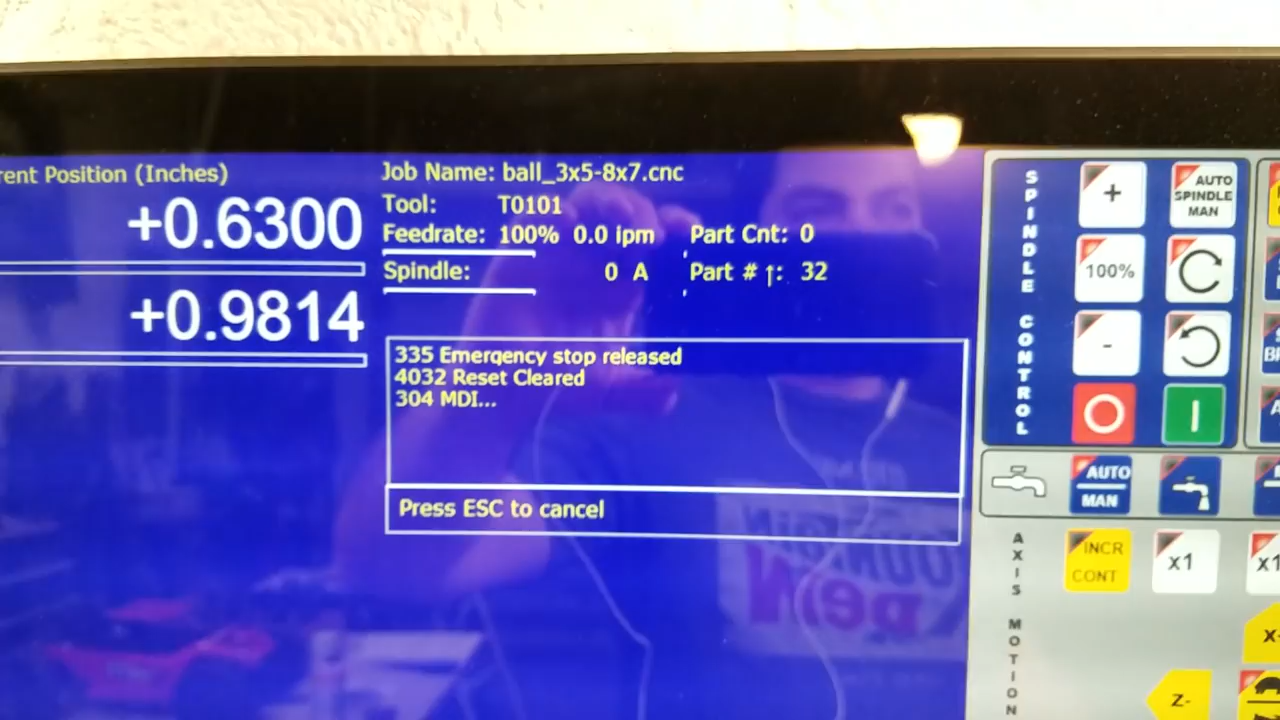 rent Position (Inches)
+0.6300
+0.9814
Job Name: ball_3x5-8x7.cnc
Tool: T0101
Feedrate: 100% 0.0 ipm Part Cnt: 0
Spindle: 0 A Part # ↑: 32
335 Emergency stop released
4032 Reset Cleared
304 MDI...
Press ESC to cancel
SPINDLE CONTROL
+
AUTO
SPINDLE
MAN
100%
-
AUTO
MAN
AXIS MOTION
INCR
CONT
x1
x1
X-
Z-